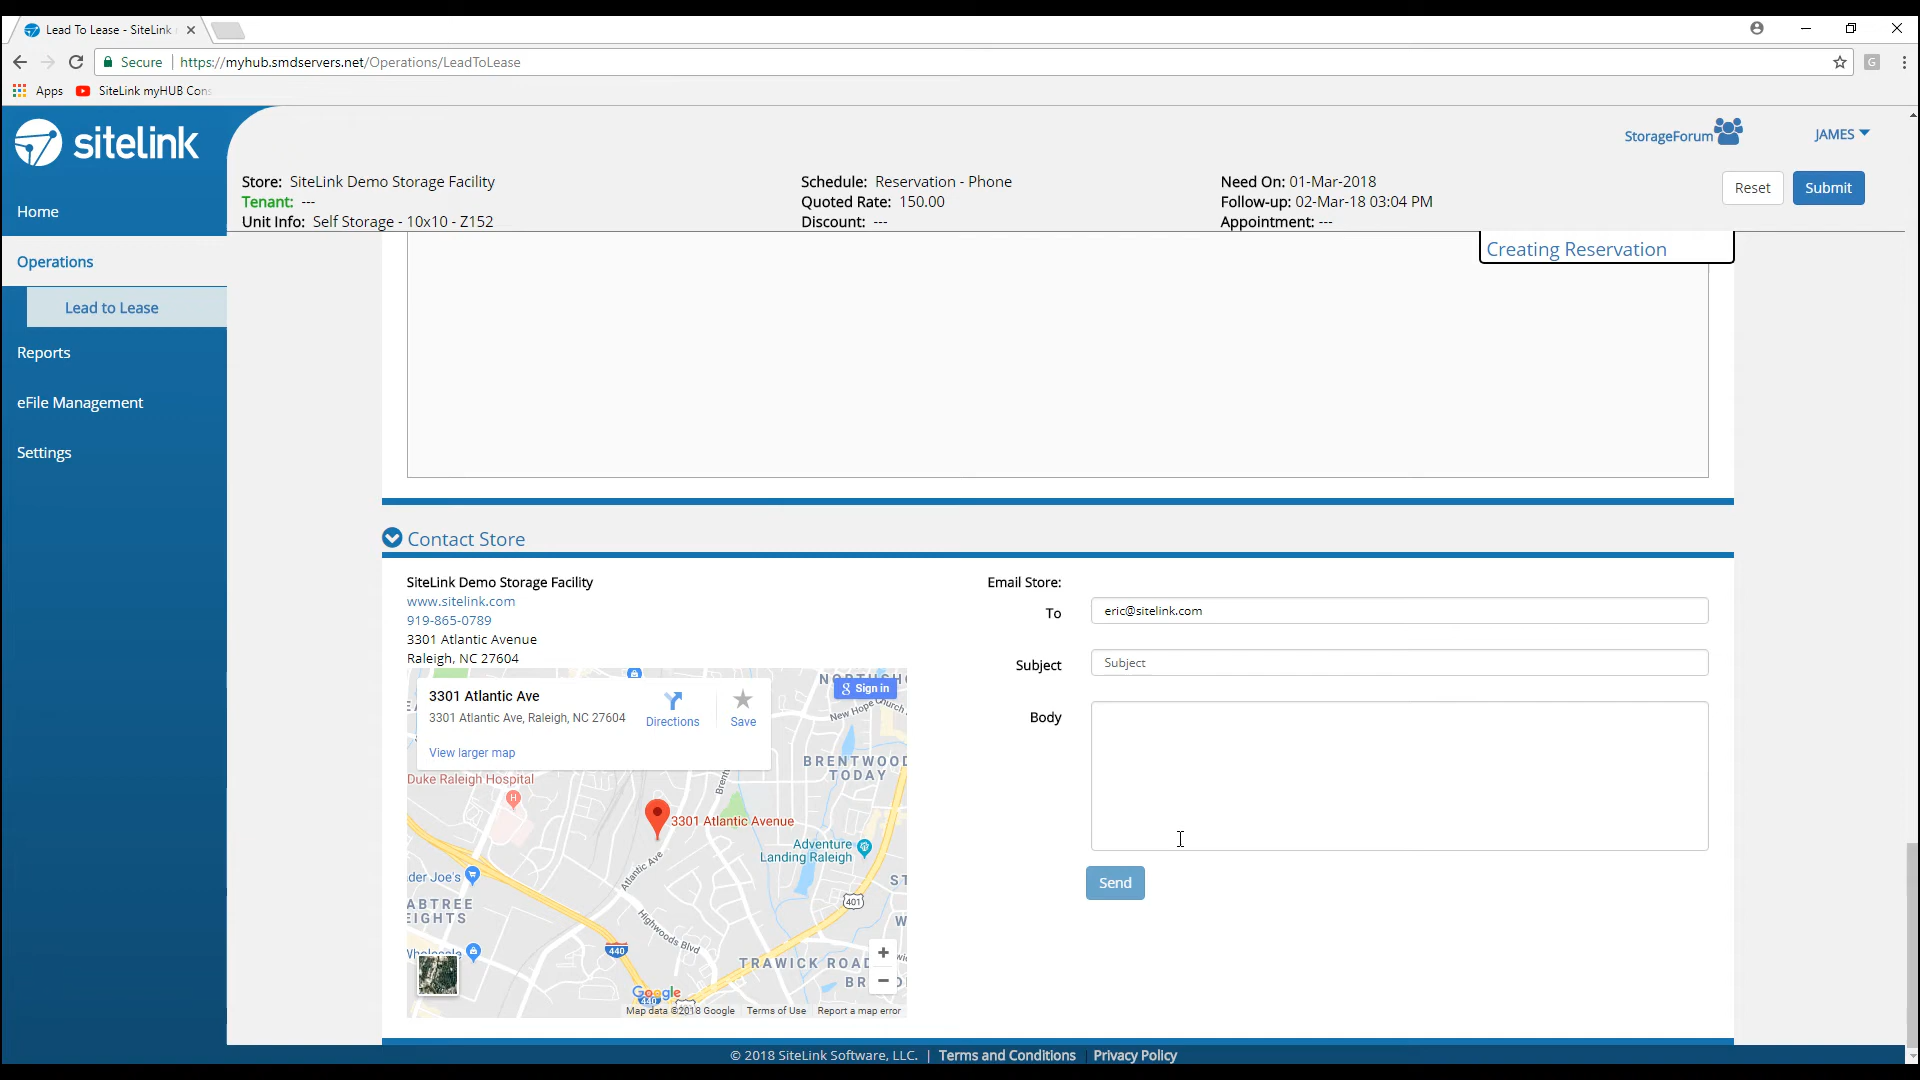 Lead To Lease - SiteLink
Secure
https://myhub.smdservers.net/Operations/LeadToLease
Apps
SiteLink myHUB Cons
sitelink
StorageForum
JAMES
Store: SiteLink Demo Storage Facility
Tenant: ---
Unit Info: Self Storage - 10x10 - Z152
Schedule: Reservation - Phone
Quoted Rate: 150.00
Discount: ---
Need On: 01-Mar-2018
Follow-up: 02-Mar-18 03:04 PM
Appointment: ---
Reset
Submit
Home
Operations
Lead to Lease
Reports
eFile Management
Settings
Creating Reservation
Contact Store
SiteLink Demo Storage Facility
www.sitelink.com
919-865-0789
3301 Atlantic Avenue
Raleigh, NC 27604
Email Store:
To
eric@sitelink.com
Subject
Subject
Body
Send
3301 Atlantic Ave
3301 Atlantic Ave, Raleigh, NC 27604
View larger map
Directions
Save
Sign in
New Hope Church
BRENTWOOD
TODAY
Duke Raleigh Hospital
H
Brent
3301 Atlantic Avenue
Adventure
Landing Raleigh
der Joe's
Atlantic Ave
401
ABTREE
EIGHTS
Highwoods Blvd
440
TRAWICK ROAD
BR
Google
440
Map data ©2018 Google
Terms of Use
Report a map error
© 2018 SiteLink Software, LLC. | Terms and Conditions
Privacy Policy